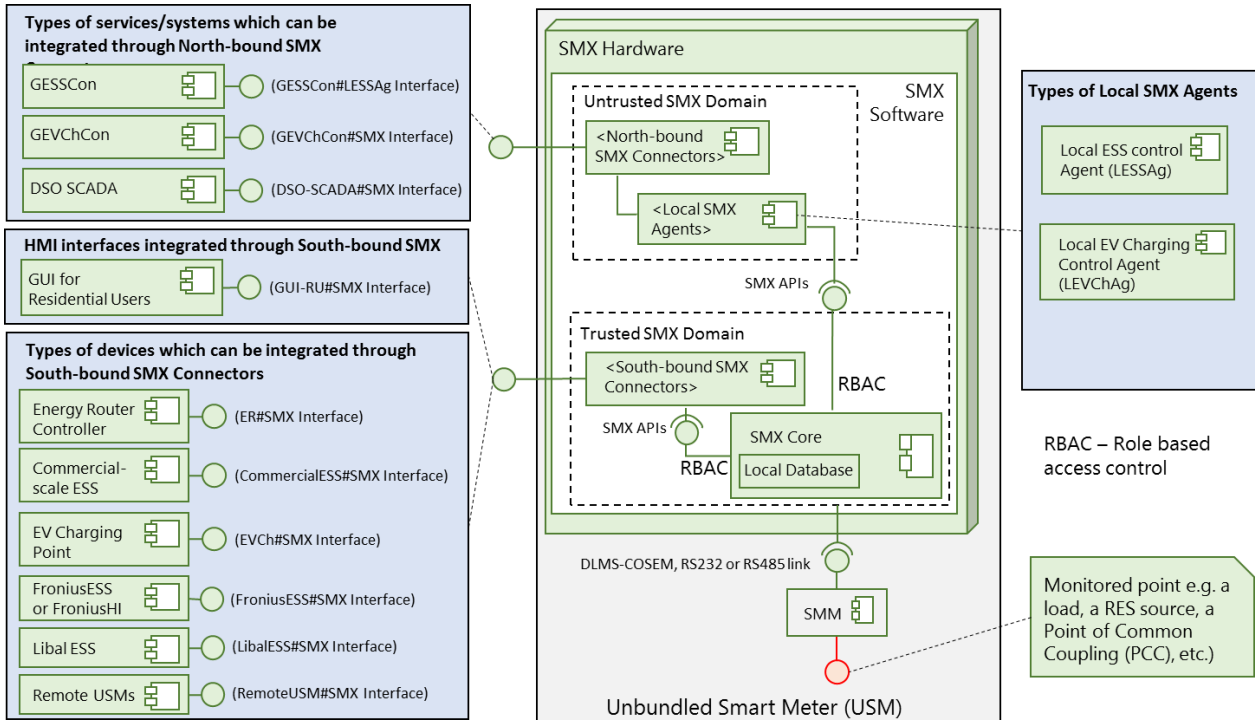 Types of services/systems which can be
integrated through North-bound SMX
GESSCon
(GESSCon#LESSAg Interface)
GEVChCon
(GEVChCon#SMX Interface)
DSO SCADA
(DSO-SCADA#SMX Interface)
HMI interfaces integrated through South-bound SMX
GUI for
Residential Users
(GUI-RU#SMX Interface)
Types of devices which can be integrated through
South-bound SMX Connectors
Energy Router
Controller
(ER#SMX Interface)
Commercial-
scale ESS
(CommercialESS#SMX Interface)
EV Charging
Point
(EVCh#SMX Interface)
FroniusESS
or FroniusHI
(FroniusESS#SMX Interface)
Libal ESS
(LibalESS#SMX Interface)
Remote USMs
(RemoteUSM#SMX Interface)
SMX Hardware
SMX
Software
Untrusted SMX Domain
<North-bound
SMX Connectors>
<Local SMX
Agents>
SMX APIs
Trusted SMX Domain
<South-bound SMX
Connectors>
RBAC
SMX APIs
RBAC
SMX Core
Local Database
DLMS-COSEM, RS232 or RS485 link
SMM
Unbundled Smart Meter (USM)
Types of Local SMX Agents
Local ESS control
Agent (LESSAg)
Local EV Charging
Control Agent
(LEVChAg)
RBAC – Role based
access control
Monitored point e.g. a
load, a RES source, a
Point of Common
Coupling (PCC), etc.)